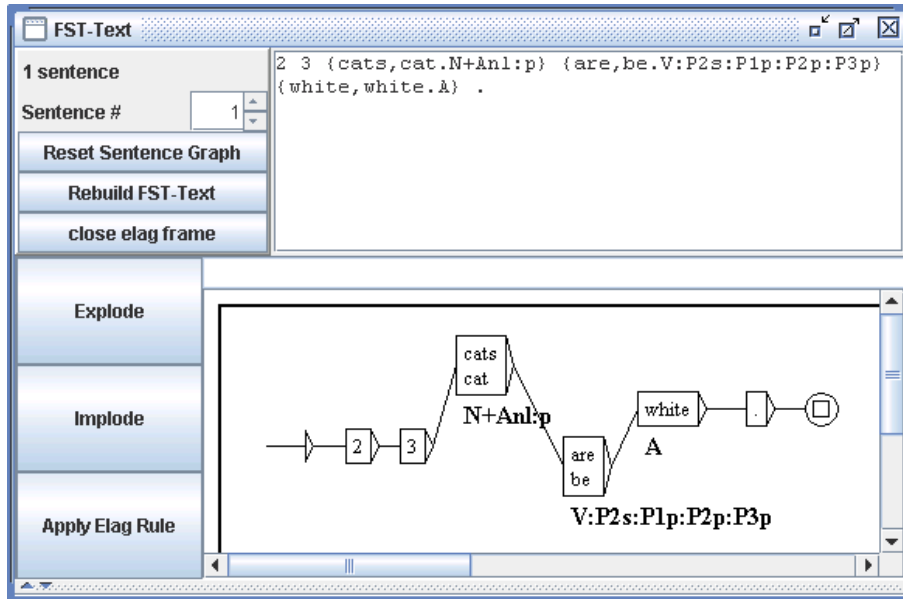 FST-Text
1 sentence
Sentence #
1
Reset Sentence Graph
Rebuild FST-Text
close elag frame
2 3 {cats,cat.N+Anl:p} {are,be.V:P2s:P1p:P2p:P3p}
{white,white.A} .
Explode
Implode
Apply Elag Rule
2
3
cats
cat
N+Anl:p
are
be
V:P2s:P1p:P2p:P3p
white
A
.